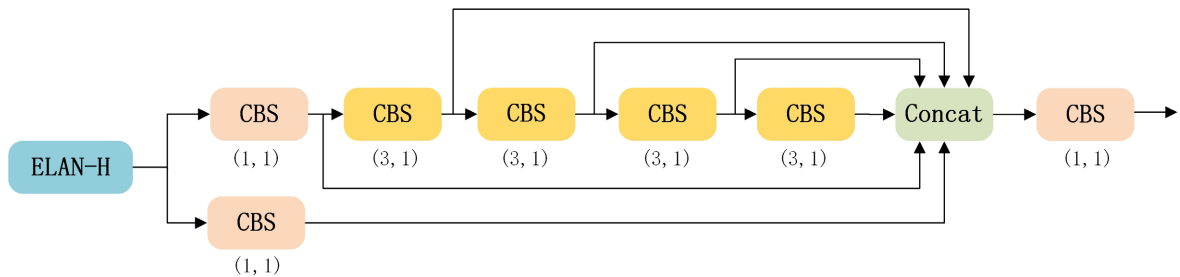 CBS CBS CBS CBS CBS Concat CBS
(1,1) (3,1) (3,1) (3,1) (3,1) (1,1)
ELAN-H
CBS
(1,1)